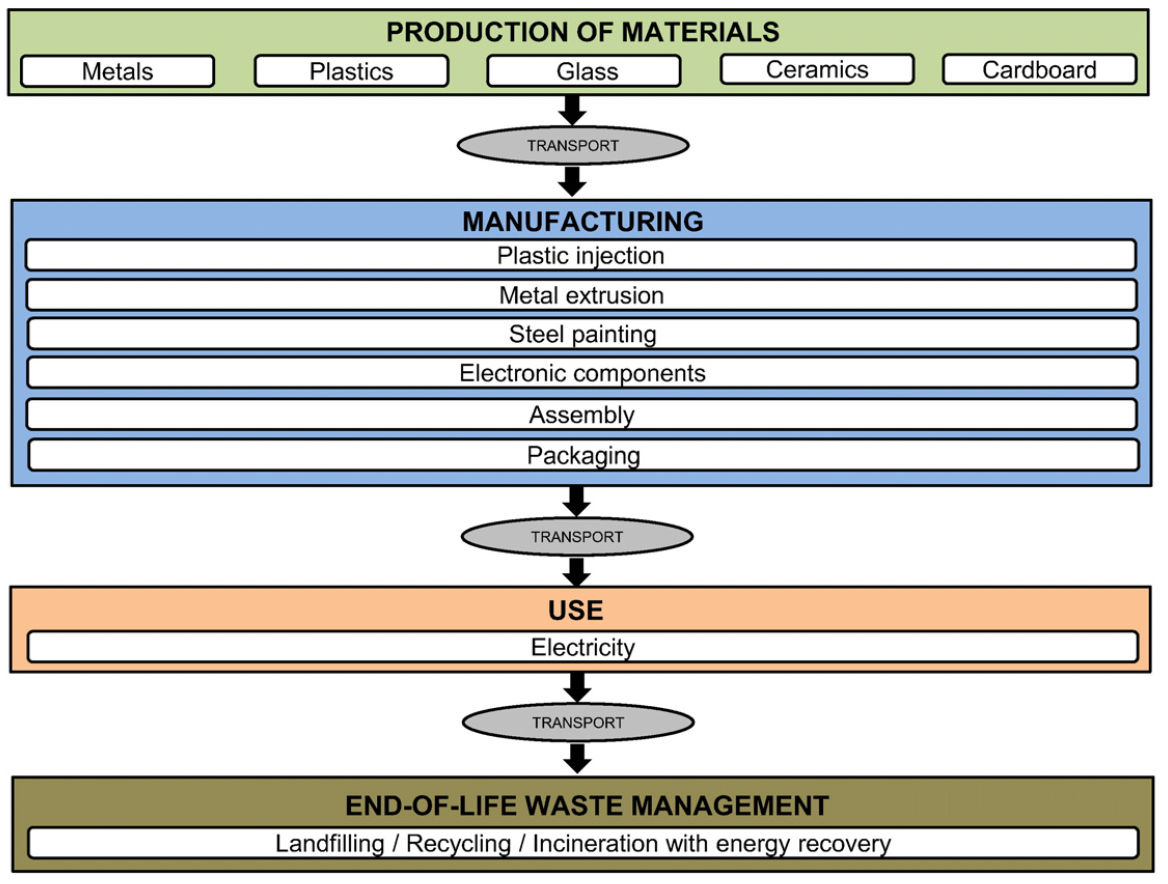 PRODUCTION OF MATERIALS
Metals
Plastics
Glass
Ceramics
Cardboard
TRANSPORT
MANUFACTURING
Plastic injection
Metal extrusion
Steel painting
Electronic components
Assembly
Packaging
TRANSPORT
USE
Electricity
TRANSPORT
END-OF-LIFE WASTE MANAGEMENT
Landfilling / Recycling / Incineration with energy recovery